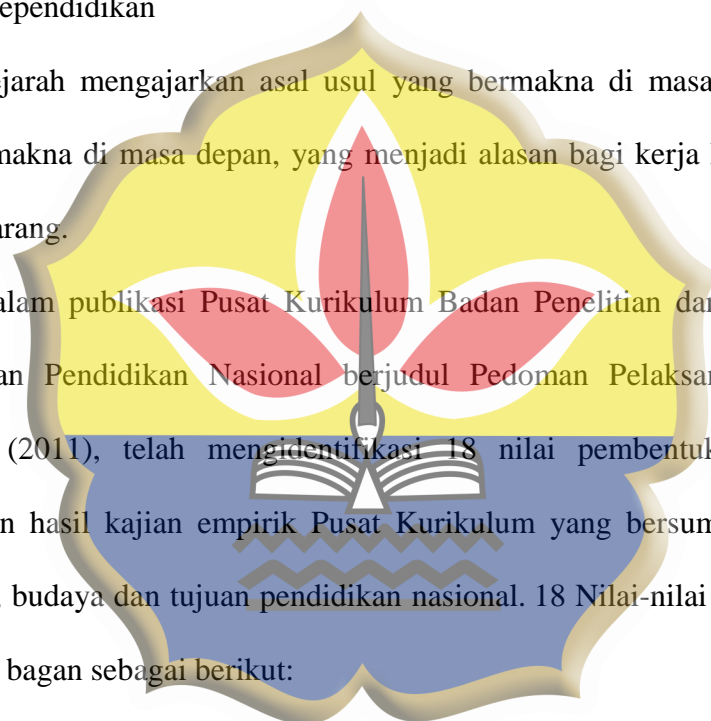 ependidikan
ejarah mengajarkan asal usul yang bermakna di masa
makna di masa depan, yang menjadi alasan bagi kerja
arang.
alam publikasi Pusat Kurikulum Badan Penelitian dan
an Pendidikan Nasional berjudul Pedoman Pelaksan
(2011), telah mengidentifikasi 18 nilai pembentuk
n hasil kajian empirik Pusat Kurikulum yang bersum
, budaya dan tujuan pendidikan nasional. 18 Nilai-nilai
bagan sebagai berikut: